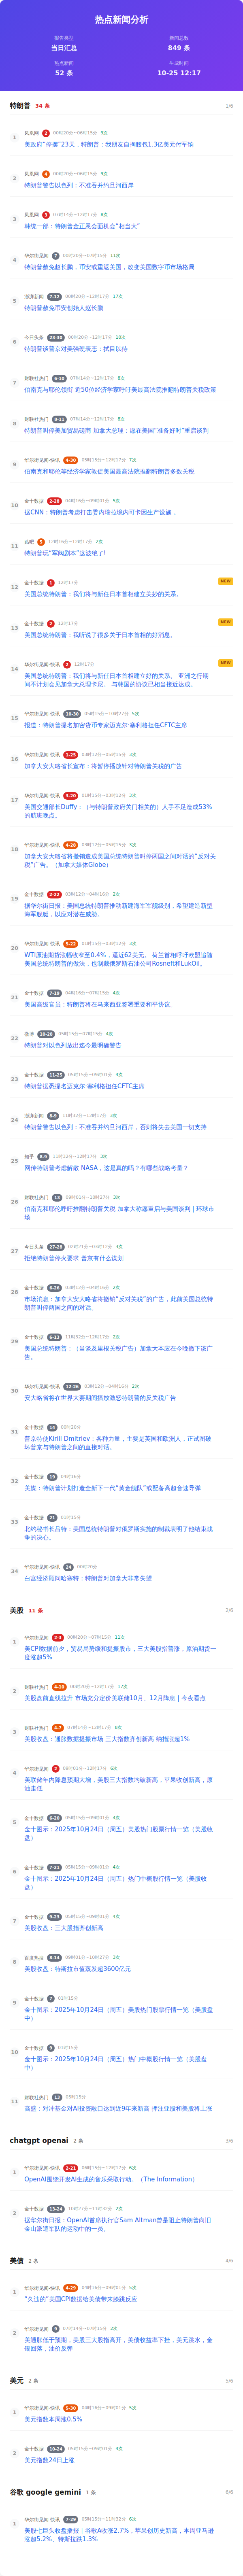 热点新闻分析
报告类型
当日汇总
新闻总数
849 条
热点新闻
52 条
生成时间
10-25 12:17
特朗普 34 条 1/6
1 凤凰网 2 00时20分~06时15分 9次
美政府“停摆”23天，特朗普：我朋友自掏腰包1.3亿美元付军饷
2 凤凰网 4 00时20分~06时15分 9次
特朗普警告以色列：不准吞并约旦河西岸
3 凤凰网 3 07时14分~12时17分 8次
韩统一部：特朗普金正恩会面机会“相当大”
4 华尔街见闻 7 00时20分~07时15分 11次
特朗普赦免赵长鹏，币安或重返美国，改变美国数字币市场格局
5 澎湃新闻 7-12 00时20分~12时17分 17次
特朗普赦免币安创始人赵长鹏
6 今日头条 23-30 00时20分~12时17分 10次
特朗普谈普京对美强硬表态：拭目以待
7 财联社热门 6-10 07时14分~12时17分 8次
伯南克与耶伦领衔 近50位经济学家呼吁美最高法院推翻特朗普关税政策
8 财联社热门 8-11 07时14分~12时17分 8次
特朗普叫停美加贸易磋商 加拿大总理：愿在美国“准备好时”重启谈判
9 华尔街见闻-快讯 4-30 05时15分~12时17分 7次
伯南克和耶伦等经济学家敦促美国最高法院推翻特朗普多数关税
10 金十数据 2-28 04时16分~09时01分 5次
据CNN：特朗普考虑打击委内瑞拉境内可卡因生产设施 。
11 贴吧 5 11时16分~12时17分 2次
特朗普玩“军阀剧本”这波绝了!
12 金十数据 1 12时17分 NEW
美国总统特朗普：我们将与新任日本首相建立美妙的关系。
13 金十数据 2 12时17分 NEW
美国总统特朗普：我听说了很多关于日本首相的好消息。
14 华尔街见闻-快讯 2 12时17分 NEW
美国总统特朗普：我们将与新任日本首相建立好的关系。 亚洲之行期
间不计划会见加拿大总理卡尼。 与韩国的协议已相当接近达成。
15 华尔街见闻-快讯 10-30 05时15分~10时27分 5次
报道：特朗普提名加密货币专家迈克尔·塞利格担任CFTC主席
16 华尔街见闻-快讯 1-25 03时12分~05时15分 3次
加拿大安大略省长宣布：将暂停播放针对特朗普关税的广告
17 华尔街见闻-快讯 3-20 01时15分~03时12分 3次
美国交通部长Duffy：（与特朗普政府关门相关的）人手不足造成53%
的航班晚点。
18 华尔街见闻-快讯 4-28 03时12分~05时15分 3次
加拿大安大略省将撤销造成美国总统特朗普叫停两国之间对话的“反对关
税”广告。（加拿大媒体Globe）
19 金十数据 2-22 03时12分~04时16分 2次
据华尔街日报：美国总统特朗普推动新建海军军舰级别，希望建造新型
海军舰艇，以应对潜在威胁。
20 华尔街见闻-快讯 5-22 01时15分~03时12分 3次
WTI原油期货涨幅收窄至0.4%，逼近62美元。 荷兰首相呼吁欧盟追随
美国总统特朗普的做法，也制裁俄罗斯石油公司Rosneft和LukOil。
21 金十数据 7-19 04时16分~07时15分 4次
美国高级官员：特朗普将在马来西亚签署重要和平协议。
22 微博 10-28 05时15分~07时15分 4次
特朗普对以色列放出迄今最明确警告
23 金十数据 11-25 05时15分~09时01分 4次
特朗普据悉提名迈克尔·塞利格担任CFTC主席
24 澎湃新闻 8-9 11时32分~12时17分 3次
特朗普警告以色列：不准吞并约旦河西岸，否则将失去美国一切支持
25 知乎 8-9 11时32分~12时17分 3次
网传特朗普考虑解散 NASA，这是真的吗？有哪些战略考量？
26 财联社热门 13 09时01分~10时27分 3次
伯南克和耶伦呼吁推翻特朗普关税 加拿大称愿重启与美国谈判 | 环球市
场
27 今日头条 27-28 02时21分~03时12分 3次
拒绝特朗普停火要求 普京有什么谋划
28 金十数据 6-26 03时12分~04时16分 2次
市场消息：加拿大安大略省将撤销“反对关税”的广告，此前美国总统特
朗普叫停两国之间的对话。
29 金十数据 6-13 11时32分~12时17分 2次
美国总统特朗普：（当谈及里根关税广告）加拿大本应在今晚撤下该广
告。
30 华尔街见闻-快讯 12-26 03时12分~04时16分 2次
安大略省将在世界大赛期间播放激怒特朗普的反关税广告
31 金十数据 14 00时20分
普京特使Kirill Dmitriev：各种力量，主要是英国和欧洲人，正试图破
坏普京与特朗普之间的直接对话。
32 金十数据 19 04时16分
美媒：特朗普计划打造全新下一代“黄金舰队”或配备高超音速导弹
33 金十数据 21 01时15分
北约秘书长吕特：美国总统特朗普对俄罗斯实施的制裁表明了他结束战
争的决心。
34 华尔街见闻-快讯 24 00时20分
白宫经济顾问哈塞特：特朗普对加拿大非常失望
美股 11 条 2/6
1 华尔街见闻 2-3 00时20分~07时15分 11次
美CPI数据前夕，贸易局势缓和提振股市，三大美股指普涨，原油期货一
度涨超5%
2 财联社热门 4-10 00时20分~12时17分 17次
美股盘前直线拉升 市场充分定价美联储10月、12月降息 | 今夜看点
3 财联社热门 4-7 07时14分~12时17分 8次
美股收盘：通胀数据提振市场 三大指数齐创新高 纳指涨超1%
4 华尔街见闻 2 08时01分~12时17分 6次
美联储年内降息预期大增，美股三大指数均破新高，苹果收创新高，原
油走低
5 金十数据 6-20 05时15分~09时01分 4次
金十图示：2025年10月24日（周五）美股热门股票行情一览（美股收
盘）
6 金十数据 7-21 05时15分~09时01分 4次
金十图示：2025年10月24日（周五）热门中概股行情一览（美股收
盘）
7 金十数据 9-23 05时15分~09时01分 4次
美股收盘：三大股指齐创新高
8 百度热搜 8-14 08时01分~10时27分 3次
美股收盘：特斯拉市值蒸发超3600亿元
9 金十数据 7 01时15分
金十图示：2025年10月24日（周五）美股热门股票行情一览（美股盘
中）
10 金十数据 9 01时15分
金十图示：2025年10月24日（周五）热门中概股行情一览（美股盘
中）
11 财联社热门 13 05时15分
高盛：对冲基金对AI投资敞口达到近9年来新高 押注亚股和美股将上涨
chatgpt openai 2 条 3/6
1 华尔街见闻-快讯 2-21 06时15分~12时17分 6次
OpenAI围绕开发AI生成的音乐采取行动。（The Information）
2 金十数据 13-24 10时27分~11时00分 2次
据华尔街日报：OpenAI首席执行官Sam Altman曾是阻止特朗普向旧
金山派遣军队的运动中的一员。
美债 2 条 4/6
1 华尔街见闻-快讯 4-29 04时16分~09时01分 5次
“久违的”美国CPI数据给美债带来臻跳反应
2 华尔街见闻 9 07时14分~07时15分 2次
美通胀低于预期，美股三大股指高开，美债收益率下挫，美元跳水，金
银回落，油价反弹
美元 2 条 5/6
1 华尔街见闻-快讯 5-30 04时16分~09时01分 5次
美元指数本周涨0.5%
2 金十数据 10-24 05时15分~09时01分 4次
美元指数24日上涨
谷歌 google gemini 1 条 6/6
1 华尔街见闻-快讯 7-29 05时15分~11时32分 6次
美股七巨头收盘播报｜谷歌A收涨2.7%，苹果创历史新高，本周亚马逊
涨超5.2%、特斯拉跌1.3%